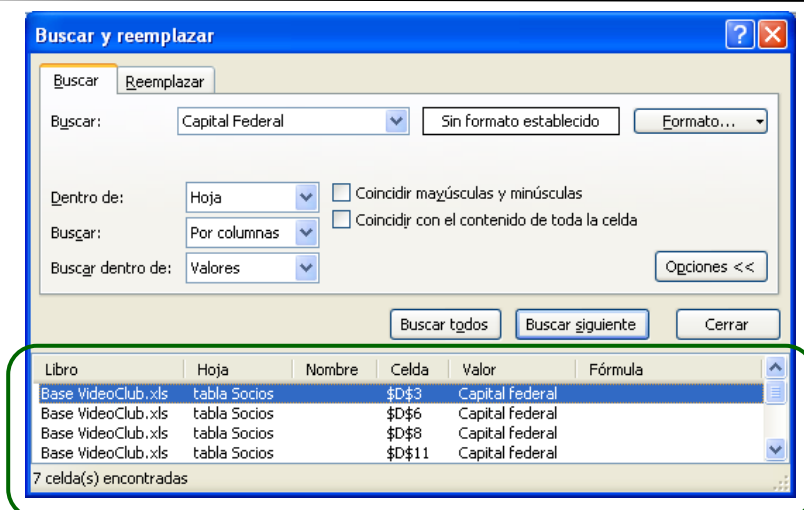 Buscar y reemplazar
Buscar Reemplazar
Buscar: Capital Federal Sin formato establecido Formato...
Dentro de: Hoja Coincidir mayúsculas y minúsculas
Buscar: Por columnas Coincidir con el contenido de toda la celda
Buscar dentro de: Valores Opciones <<
Buscar todos Buscar siguiente Cerrar
Libro Hoja Nombre Celda Valor Fórmula
Base VideoClub.xls tabla Socios $D$3 Capital federal
Base VideoClub.xls tabla Socios $D$6 Capital federal
Base VideoClub.xls tabla Socios $D$8 Capital federal
Base VideoClub.xls tabla Socios $D$11 Capital federal
7 celda(s) encontradas